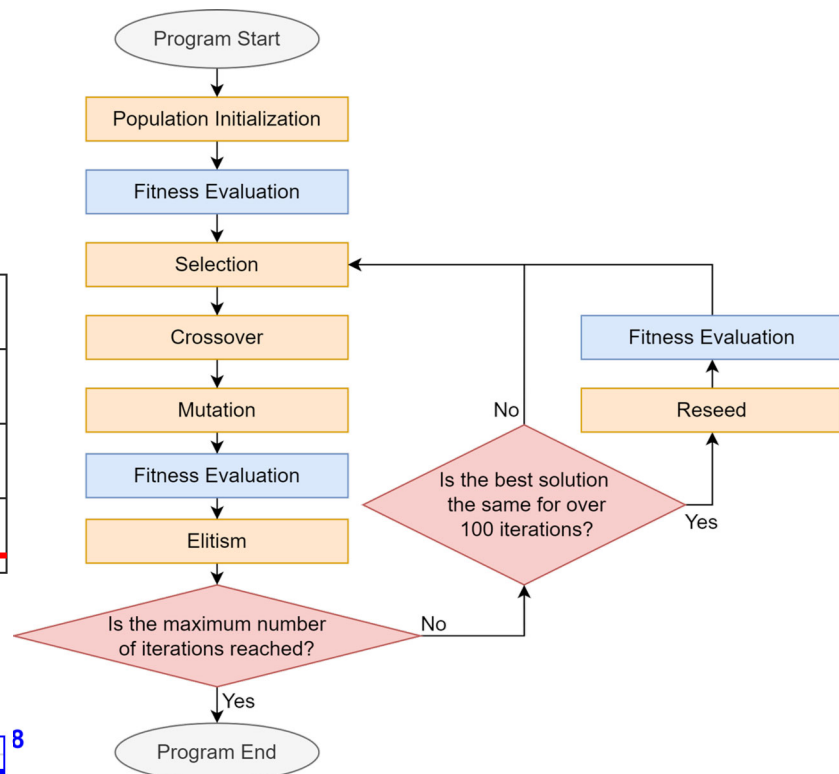 Program Start
Population Initialization
Fitness Evaluation
Selection
Crossover
Fitness Evaluation
Mutation
No
Reseed
Fitness Evaluation
Is the best solution
the same for over
100 iterations?
Yes
Elitism
Is the maximum number
of iterations reached?
No
Yes
8
Program End